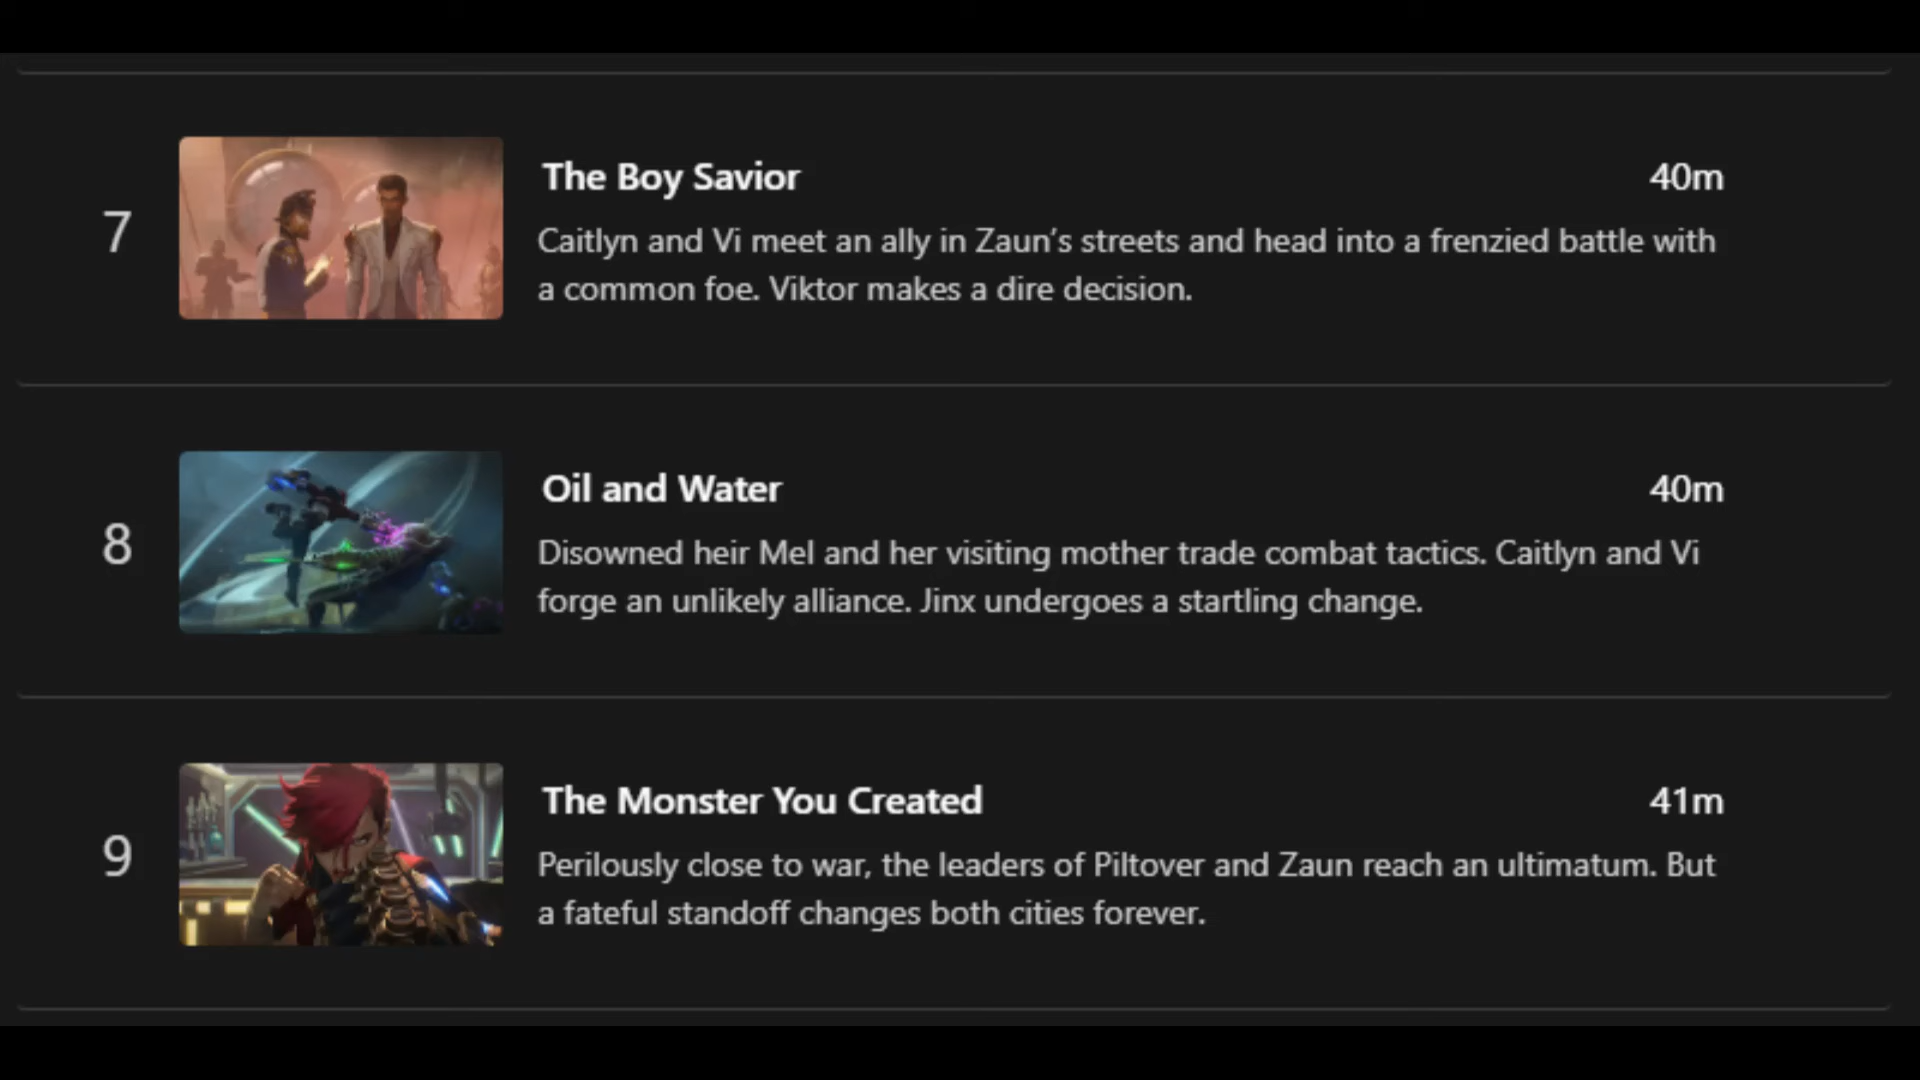 7
The Boy Savior
40m
Caitlyn and Vi meet an ally in Zaun's streets and head into a frenzied battle with
a common foe. Viktor makes a dire decision.
8
Oil and Water
40m
Disowned heir Mel and her visiting mother trade combat tactics. Caitlyn and Vi
forge an unlikely alliance. Jinx undergoes a startling change.
9
The Monster You Created
41m
Perilously close to war, the leaders of Piltover and Zaun reach an ultimatum. But
a fateful standoff changes both cities forever.